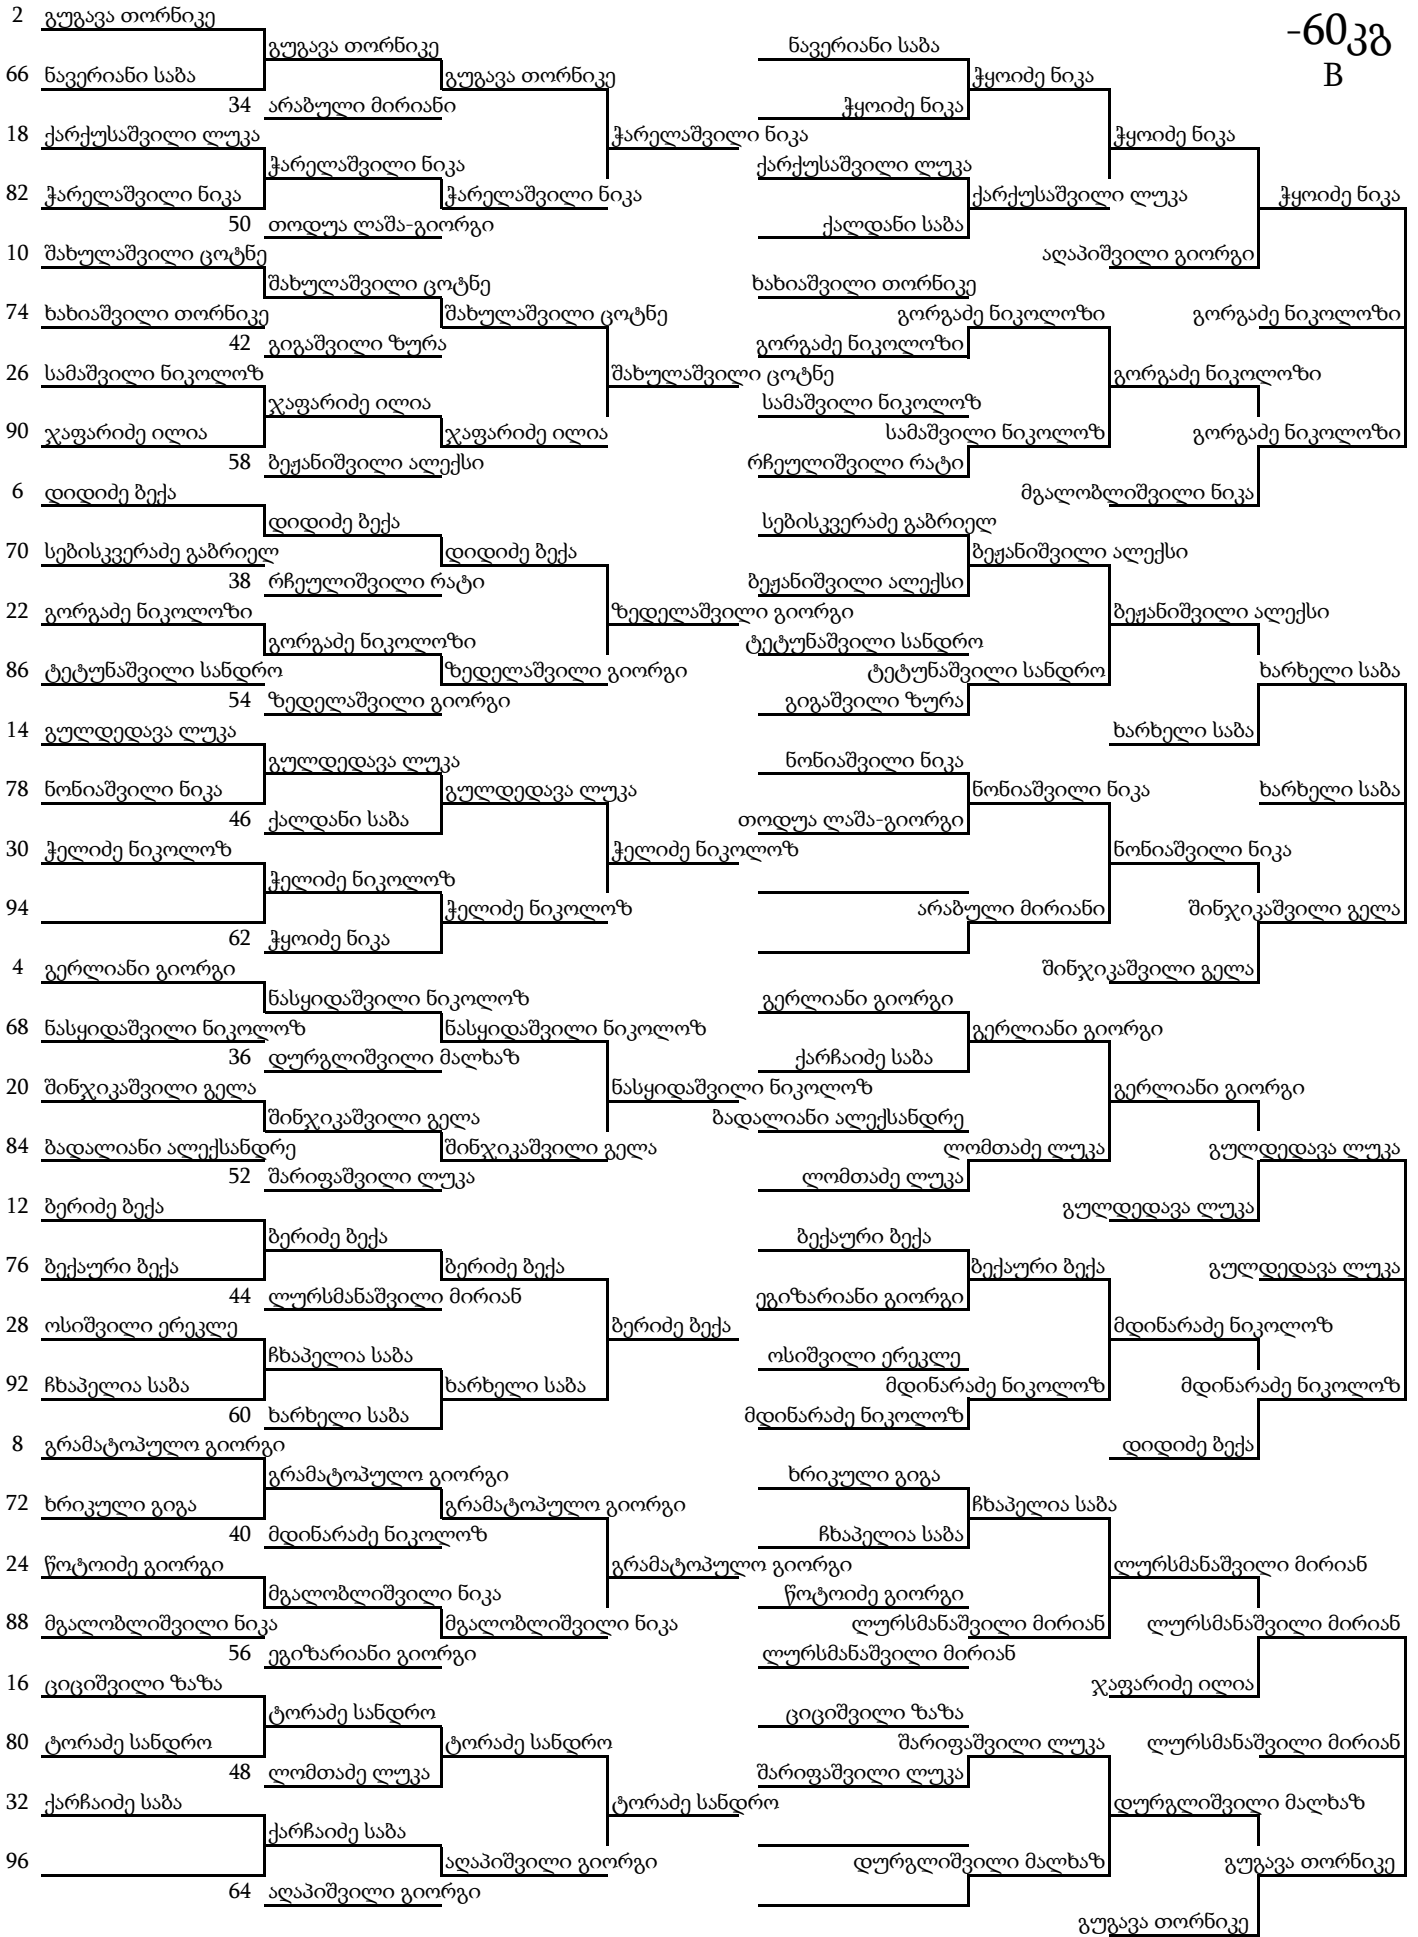 -60კგ
B
2 გუგავა თორნიკე
გუგავა თორნიკე
66 ნავერიანი საბა
გუგავა თორნიკე
34 არაბული მირიანი
18 ქარქუსაშვილი ლუკა
ჭარელაშვილი ნიკა
ჭარელაშვილი ნიკა
82 ჭარელაშვილი ნიკა
ჭარელაშვილი ნიკა
50 თოდუა ლაშა-გიორგი
10 შახულაშვილი ცოტნე
შახულაშვილი ცოტნე
74 ხახიაშვილი თორნიკე
შახულაშვილი ცოტნე
42 გიგაშვილი ზურა
26 სამაშვილი ნიკოლოზ
შახულაშვილი ცოტნე
ჯაფარიძე ილია
90 ჯაფარიძე ილია
ჯაფარიძე ილია
58 ბეჟანიშვილი ალექსი
6 დიდიძე ბექა
დიდიძე ბექა
70 სებისკვერაძე გაბრიელ
დიდიძე ბექა
38 რჩეულიშვილი რატი
22 გორგაძე ნიკოლოზი
ზედელაშვილი გიორგი
გორგაძე ნიკოლოზი
86 ტეტუნაშვილი სანდრო
ზედელაშვილი გიორგი
54 ზედელაშვილი გიორგი
14 გულდედავა ლუკა
გულდედავა ლუკა
78 ნონიაშვილი ნიკა
გულდედავა ლუკა
46 ქალდანი საბა
30 ჭელიძე ნიკოლოზ
ჭელიძე ნიკოლოზ
ჭელიძე ნიკოლოზ
94
ჭელიძე ნიკოლოზ
62 ჭყოიძე ნიკა
4 გერლიანი გიორგი
ნასყიდაშვილი ნიკოლოზ
68 ნასყიდაშვილი ნიკოლოზ
ნასყიდაშვილი ნიკოლოზ
36 დურგლიშვილი მალხაზ
20 შინჯიკაშვილი გელა
ნასყიდაშვილი ნიკოლოზ
შინჯიკაშვილი გელა
84 ბადალიანი ალექსანდრე
შინჯიკაშვილი გელა
52 შარიფაშვილი ლუკა
12 ბერიძე ბექა
ბერიძე ბექა
76 ბექაური ბექა
ბერიძე ბექა
44 ლურსმანაშვილი მირიან
28 ოსიშვილი ერეკლე
ბერიძე ბექა
ჩხაპელია საბა
92 ჩხაპელია საბა
ხარხელი საბა
60 ხარხელი საბა
8 გრამატოპულო გიორგი
გრამატოპულო გიორგი
72 ხრიკული გიგა
გრამატოპულო გიორგი
40 მდინარაძე ნიკოლოზ
24 წოტოიძე გიორგი
გრამატოპულო გიორგი
მგალობლიშვილი ნიკა
88 მგალობლიშვილი ნიკა
მგალობლიშვილი ნიკა
56 ეგიზარიანი გიორგი
16 ციციშვილი ზაზა
ტორაძე სანდრო
80 ტორაძე სანდრო
ტორაძე სანდრო
48 ლომთაძე ლუკა
32 ქარჩაიძე საბა
ტორაძე სანდრო
ქარჩაიძე საბა
96
აღაპიშვილი გიორგი
64 აღაპიშვილი გიორგი
ნავერიანი საბა
ჭყოიძე ნიკა
ჭყოიძე ნიკა
ჭყოიძე ნიკა
ქარქუსაშვილი ლუკა
ქარქუსაშვილი ლუკა
ჭყოიძე ნიკა
ქალდანი საბა
აღაპიშვილი გიორგი
ხახიაშვილი თორნიკე
გორგაძე ნიკოლოზი
გორგაძე ნიკოლოზი
გორგაძე ნიკოლოზი
გორგაძე ნიკოლოზი
სამაშვილი ნიკოლოზ
სამაშვილი ნიკოლოზ
გორგაძე ნიკოლოზი
რჩეულიშვილი რატი
მგალობლიშვილი ნიკა
სებისკვერაძე გაბრიელ
ბეჟანიშვილი ალექსი
ბეჟანიშვილი ალექსი
ბეჟანიშვილი ალექსი
ტეტუნაშვილი სანდრო
ტეტუნაშვილი სანდრო
ხარხელი საბა
გიგაშვილი ზურა
ხარხელი საბა
ნონიაშვილი ნიკა
ნონიაშვილი ნიკა
ხარხელი საბა
თოდუა ლაშა-გიორგი
ნონიაშვილი ნიკა
არაბული მირიანი
შინჯიკაშვილი გელა
შინჯიკაშვილი გელა
გერლიანი გიორგი
გერლიანი გიორგი
ქარჩაიძე საბა
გერლიანი გიორგი
ბადალიანი ალექსანდრე
ლომთაძე ლუკა
გულდედავა ლუკა
ლომთაძე ლუკა
გულდედავა ლუკა
ბექაური ბექა
ბექაური ბექა
გულდედავა ლუკა
ეგიზარიანი გიორგი
მდინარაძე ნიკოლოზ
ოსიშვილი ერეკლე
მდინარაძე ნიკოლოზ
მდინარაძე ნიკოლოზ
მდინარაძე ნიკოლოზ
დიდიძე ბექა
ხრიკული გიგა
ჩხაპელია საბა
ჩხაპელია საბა
ლურსმანაშვილი მირიან
წოტოიძე გიორგი
ლურსმანაშვილი მირიან
ლურსმანაშვილი მირიან
ლურსმანაშვილი მირიან
ჯაფარიძე ილია
ციციშვილი ზაზა
შარიფაშვილი ლუკა
ლურსმანაშვილი მირიან
შარიფაშვილი ლუკა
დურგლიშვილი მალხაზ
დურგლიშვილი მალხაზ
გუგავა თორნიკე
გუგავა თორნიკე